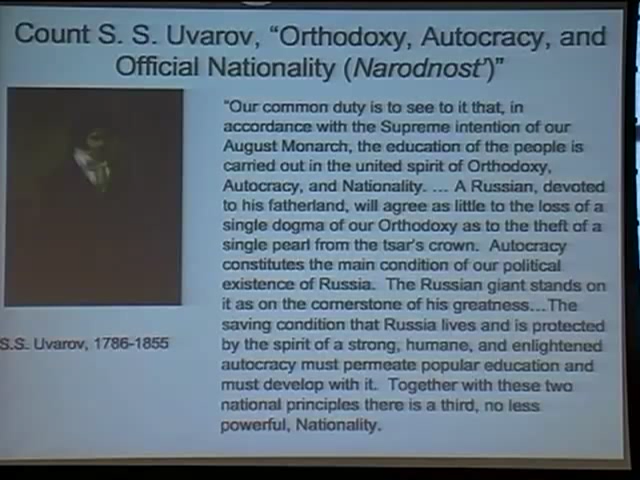 Count S. S. Uvarov, “Orthodoxy, Autocracy, and
Official Nationality (Narodnost’)”
“Our common duty is to see to it that, in
accordance with the Supreme intention of our
August Monarch, the education of the people is
carried out in the united spirit of Orthodoxy,
Autocracy, and Nationality. … A Russian, devoted
to his fatherland, will agree as little to the loss of a
single dogma of our Orthodoxy as to the theft of a
single pearl from the tsar's crown.  Autocracy
constitutes the main condition of our political
existence of Russia.  The Russian giant stands on
it as on the cornerstone of his greatness…The
saving condition that Russia lives and is protected
by the spirit of a strong, humane, and enlightened
autocracy must permeate popular education and
must develop with it.  Together with these two
national principles there is a third, no less
powerful, Nationality.
S.S. Uvarov, 1786-1855